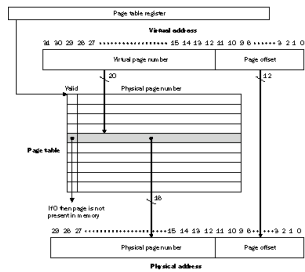 Page table register
Virtual address
31 30 29 28 27 15 14 13 12 11 10 9 8 3 2 1 0
Virtual page number Page offset
20 12
Valid Physical page number
Page table
18
If 0 then page is not
present in memory
29 28 27 15 14 13 12 11 10 9 8 3 2 1 0
Physical page number Page offset
Physical address